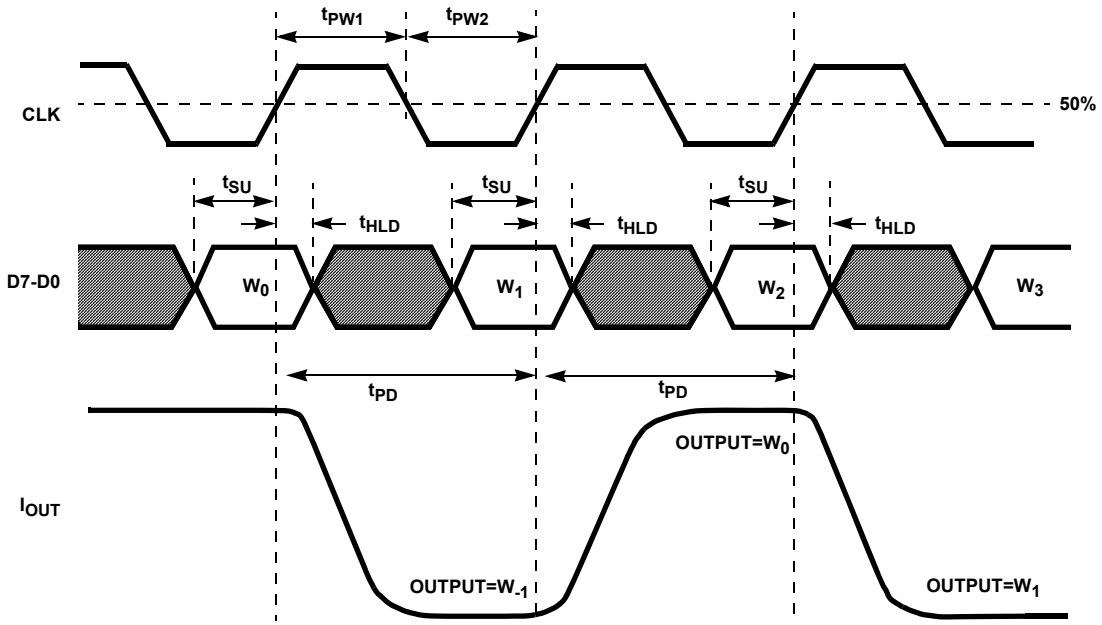 tPW1 tPW2
CLK 50%
tSU tSU tSU
tHLD tHLD tHLD
D7-D0 W0 W1 W2 W3
tPD tPD
OUTPUT=W0
IOUT
OUTPUT=W-1 OUTPUT=W1